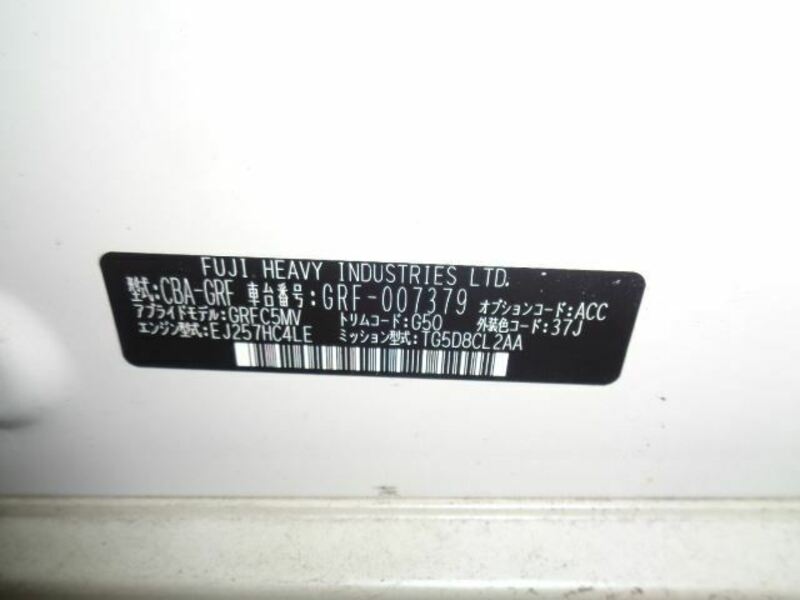 FUJI HEAVY INDUSTRIES LTD.
型式:CBA-GRF 車台番号:GRF-007379 オプションコード:ACC
アプライドモデル:GRFC5MV トリムコード:G50 外装色コード:37J
エンジン型式:EJ257HC4LE ミッション型式:TG5D8CL2AA